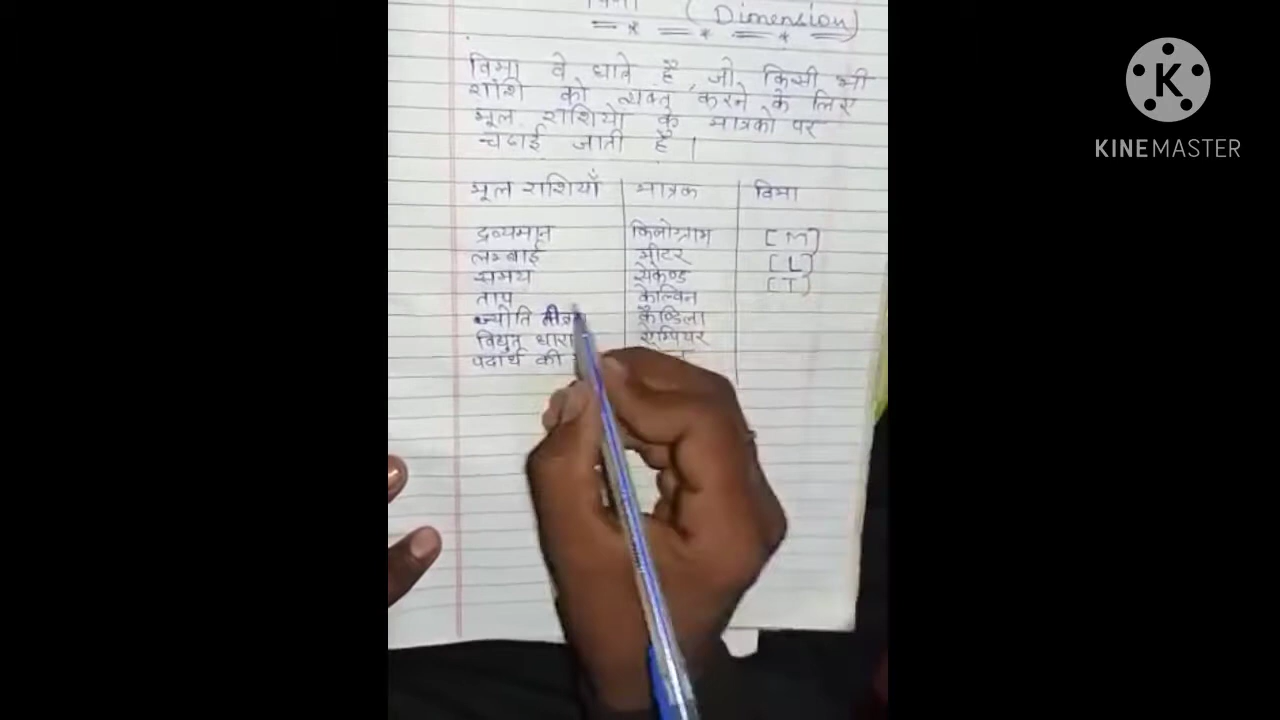 विमा (Dimension)
विमा वे घाते है, जो किसी भी
राशि को व्यक्त करने के लिए
मूल राशियो के मात्रको पर
चढाई जाती है ।
मूल राशियाँ मात्रक विमा
द्रव्यमान किलोग्राम [M]
लम्बाई मीटर [L]
समय सेकण्ड [T]
ताप केल्विन
ज्योति तीव्रता कैण्डिला
विद्युत धारा ऐम्पियर
पदार्थ की
K
KINEMASTER